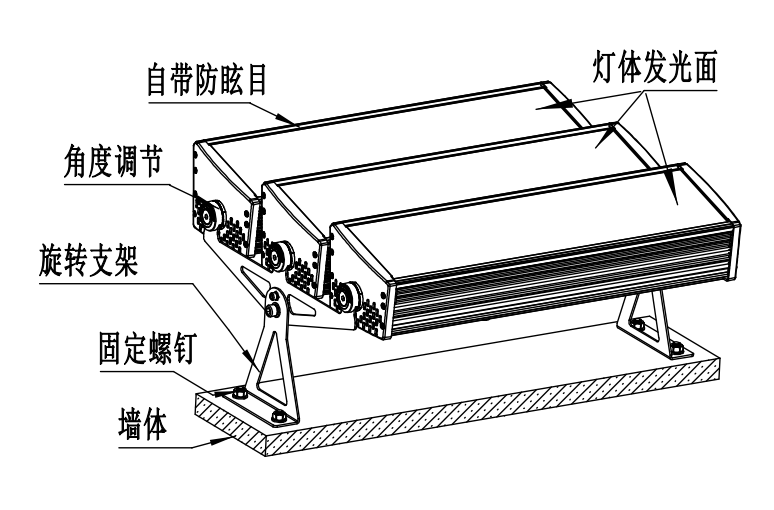 灯体发光面
自带防眩目
角度调节
旋转支架
固定螺钉
墙体